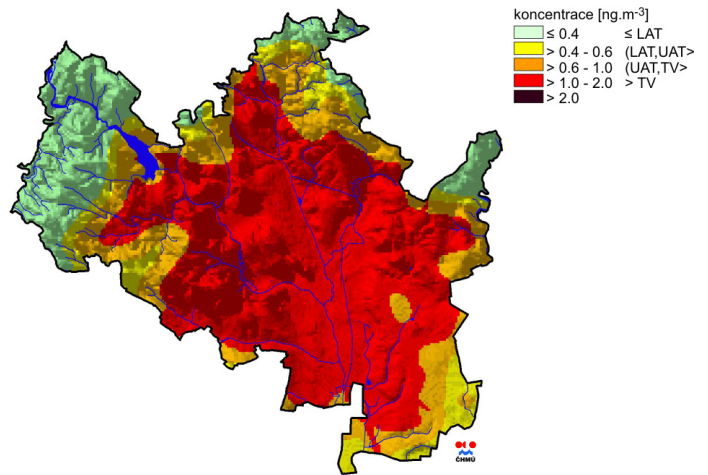 koncentrace [ng.m-3]
≤ 0.4 ≤ LAT
> 0.4 - 0.6 (LAT,UAT>
> 0.6 - 1.0 (UAT,TV>
> 1.0 - 2.0 > TV
> 2.0
ČHMÚ